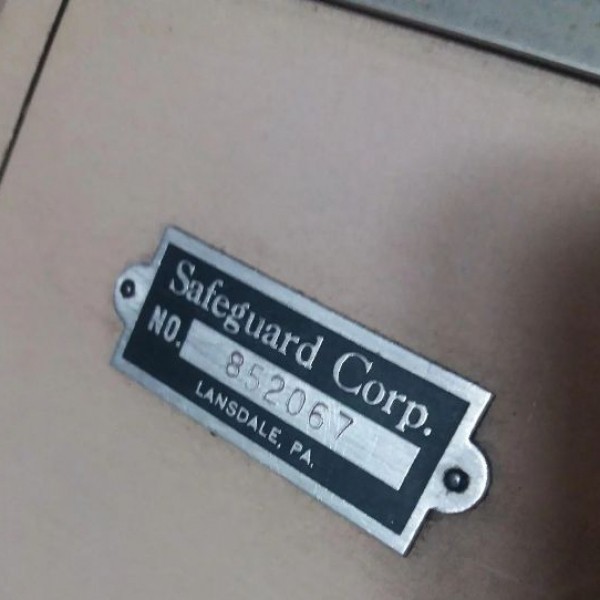 Safeguard Corp.
NO. 852067
LANSDALE, PA.